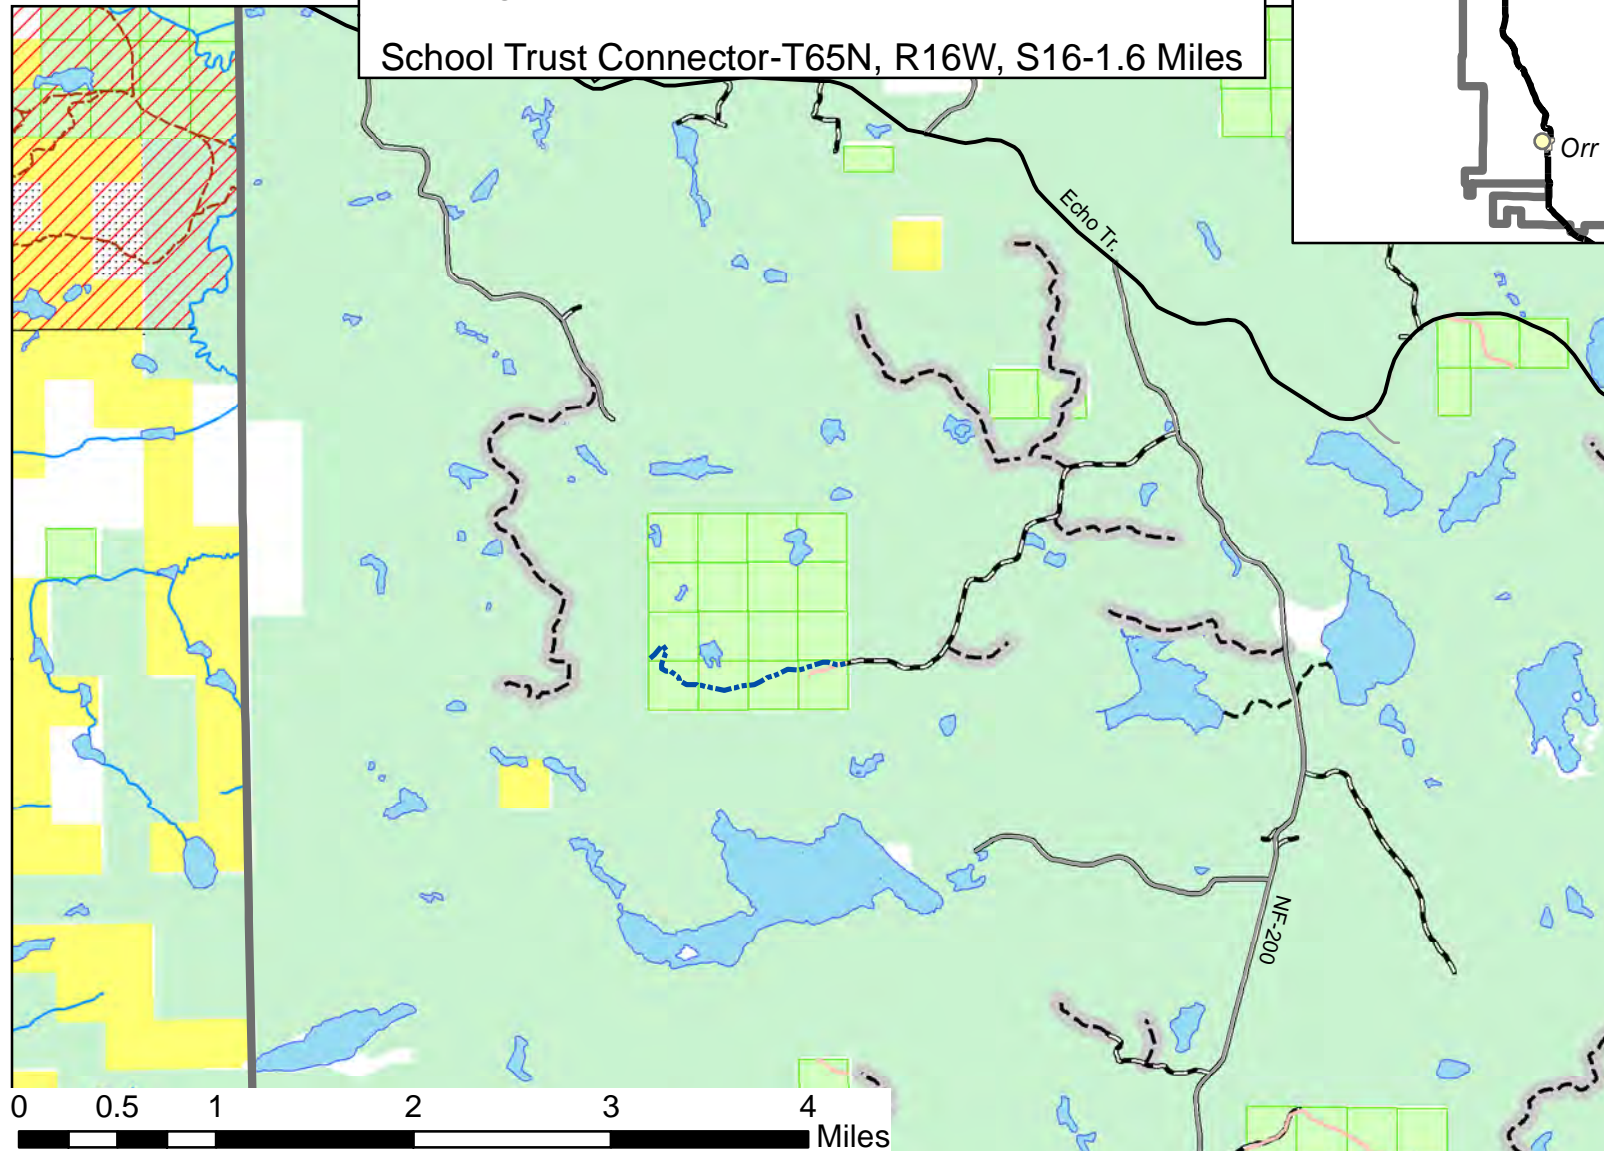 School Trust Connector-T65N, R16W, S16-1.6 Miles
Orr
Echo Tr.
NF-200
0 0.5 1 2 3 4
Miles